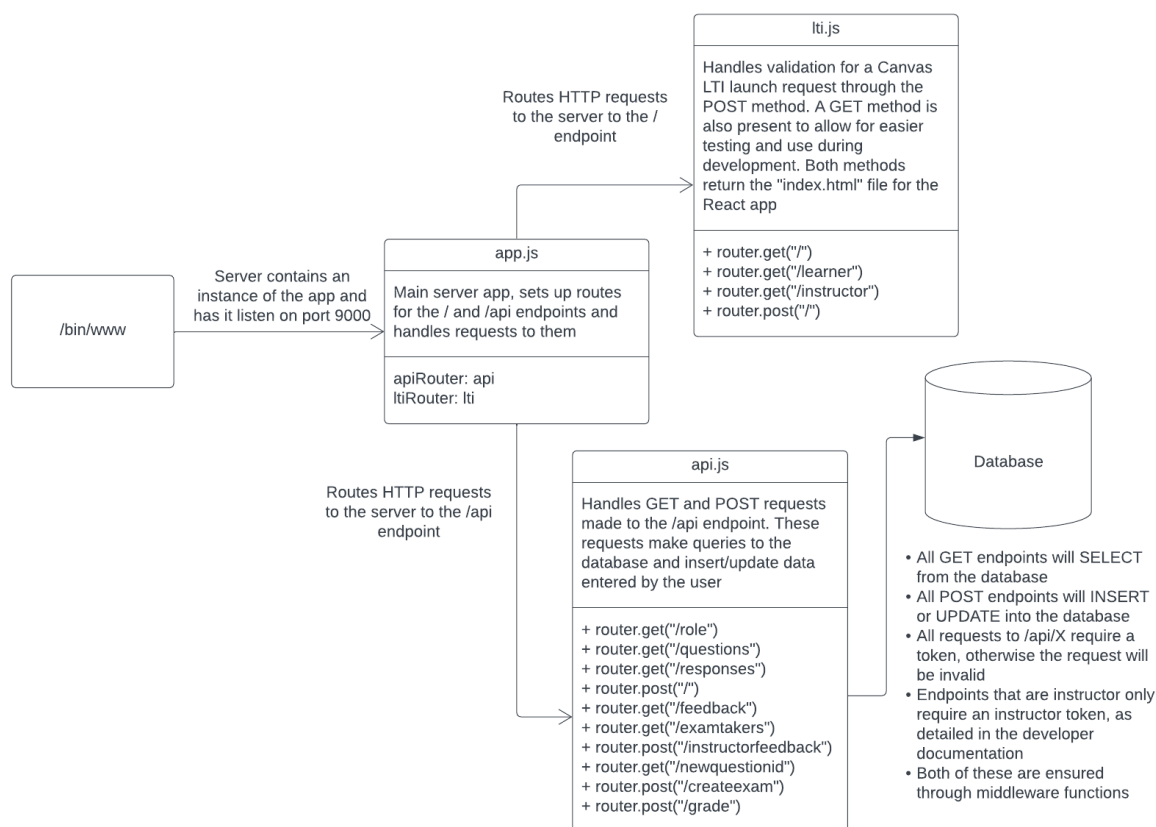 lti.js
Handles validation for a Canvas
LTI launch request through the
POST method. A GET method is
also present to allow for easier
testing and use during
development. Both methods
return the "index.html" file for the
React app
+ router.get("/")
+ router.get("/learner")
+ router.get("/instructor")
+ router.post("/")
Routes HTTP requests
to the server to the /
endpoint
app.js
Main server app, sets up routes
for the / and /api endpoints and
handles requests to them
apiRouter: api
ltiRouter: lti
Server contains an
instance of the app and
has it listen on port 9000
/bin/www
Routes HTTP requests
to the server to the /api
endpoint
api.js
Handles GET and POST requests
made to the /api endpoint. These
requests make queries to the
database and insert/update data
entered by the user
+ router.get("/role")
+ router.get("/questions")
+ router.get("/responses")
+ router.post("/")
+ router.get("/feedback")
+ router.get("/examtakers")
+ router.post("/instructorfeedback")
+ router.get("/newquestionid")
+ router.post("/createexam")
+ router.post("/grade")
Database
• All GET endpoints will SELECT
from the database
• All POST endpoints will INSERT
or UPDATE into the database
• All requests to /api/X require a
token, otherwise the request will
be invalid
• Endpoints that are instructor only
require an instructor token, as
detailed in the developer
documentation
• Both of these are ensured
through middleware functions